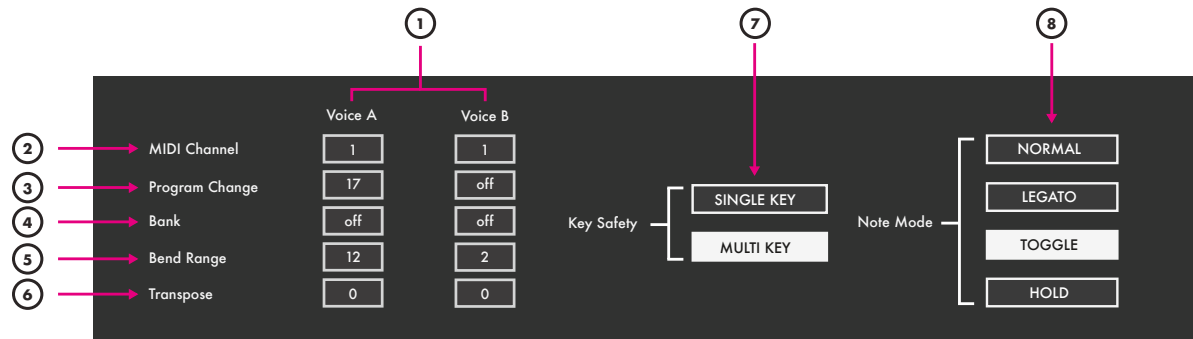 1 7 8
Voice A Voice B
2 MIDI Channel 1 1
3 Program Change 17 off
4 Bank off off
5 Bend Range 12 2
6 Transpose 0 0
Key Safety
SINGLE KEY
MULTI KEY
Note Mode
NORMAL
LEGATO
TOGGLE
HOLD